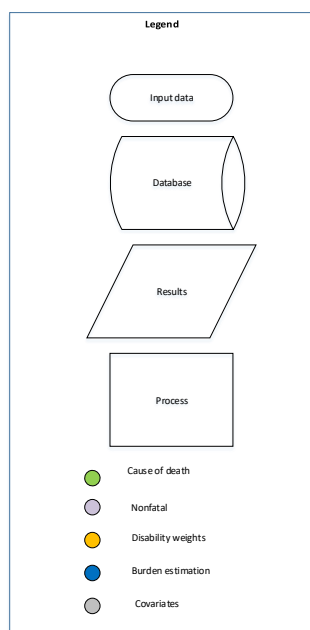 Legend
Input data
Database
Results
Process
Cause of death
Nonfatal
Disability weights
Burden estimation
Covariates